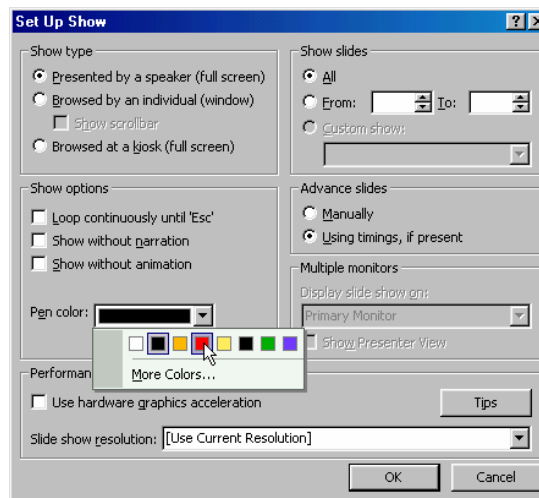 Set Up Show
Show type
Presented by a speaker (full screen)
Browsed by an individual (window)
Show scrollbar
Browsed at a kiosk (full screen)
Show slides
All
From: To:
Custom show:
Show options
Loop continuously until 'Esc'
Show without narration
Show without animation
Pen color:
More Colors...
Advance slides
Manually
Using timings, if present
Multiple monitors
Display slide show on:
Primary Monitor
Show Presenter View
Performan
Use hardware graphics acceleration
Tips
Slide show resolution: [Use Current Resolution]
OK Cancel